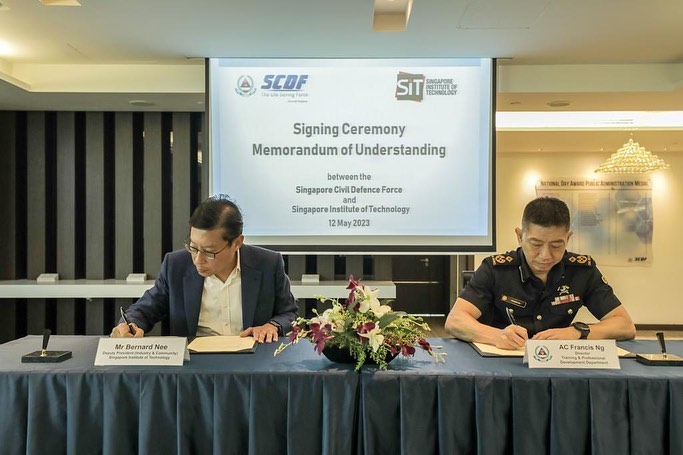 SCDF
The Life Saving Force
SiT
SINGAPORE
INSTITUTE OF
TECHNOLOGY
Signing Ceremony
Memorandum of Understanding
between the
Singapore Civil Defence Force
and
Singapore Institute of Technology
12 May 2023
NATIONAL DAY AWARD PUBLIC ADMINISTRATION MEDAL
SCDF
Mr Bernard Nee
Deputy President (Industry & Community)
Singapore Institute of Technology
AC Francis Ng
Director
Training & Professional
Development Department